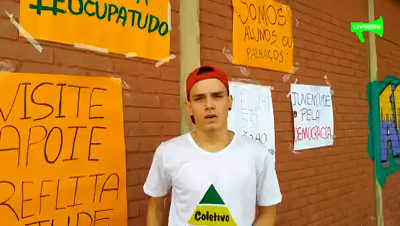 #OCUPATUDO
SOMOS
ALUNOS OU
PALHAÇOS?
VISITE
APOIE
REFLITA
JUVENTUDE
PELA
DEMOCRACIA
Coletivo